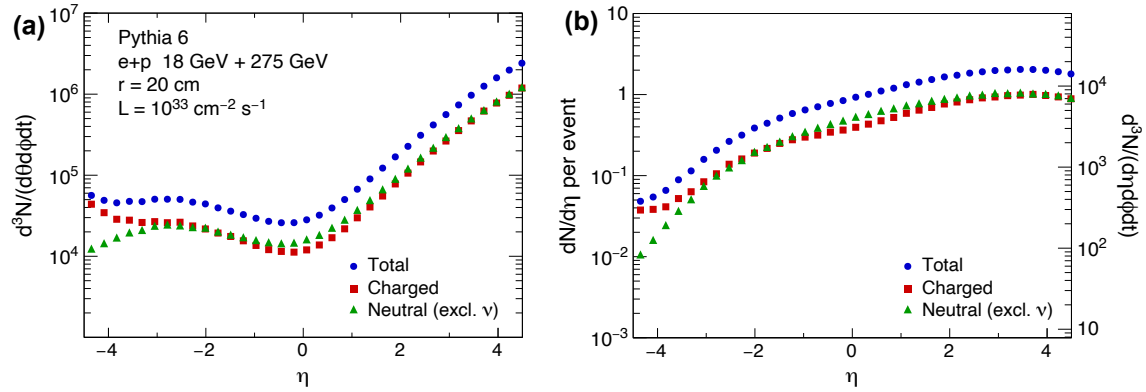 (a)
10⁷
10⁶
10⁵
10⁴
d³N/(dθdϕdt)
Pythia 6
e+p 18 GeV + 275 GeV
r = 20 cm
L = 10³³ cm⁻² s⁻¹
Total
Charged
Neutral (excl. ν)
−4 −2 0 2 4
η
(b)
10
1
10⁻¹
10⁻²
10⁻³
dN/dη per event
Total
Charged
Neutral (excl. ν)
−4 −2 0 2 4
η
10⁴
10³
10²
10
d³N/(dηdϕdt)